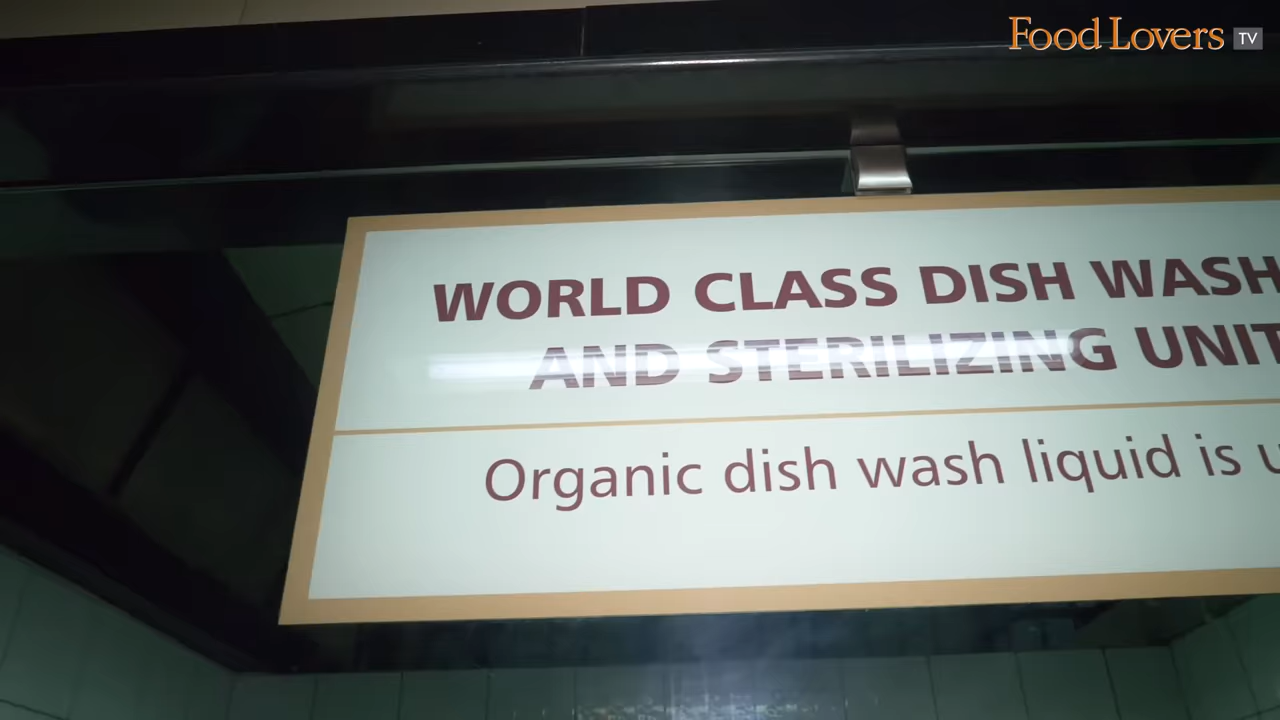 Food Lovers TV
WORLD CLASS DISH WASH
AND STERILIZING UNIT
Organic dish wash liquid is